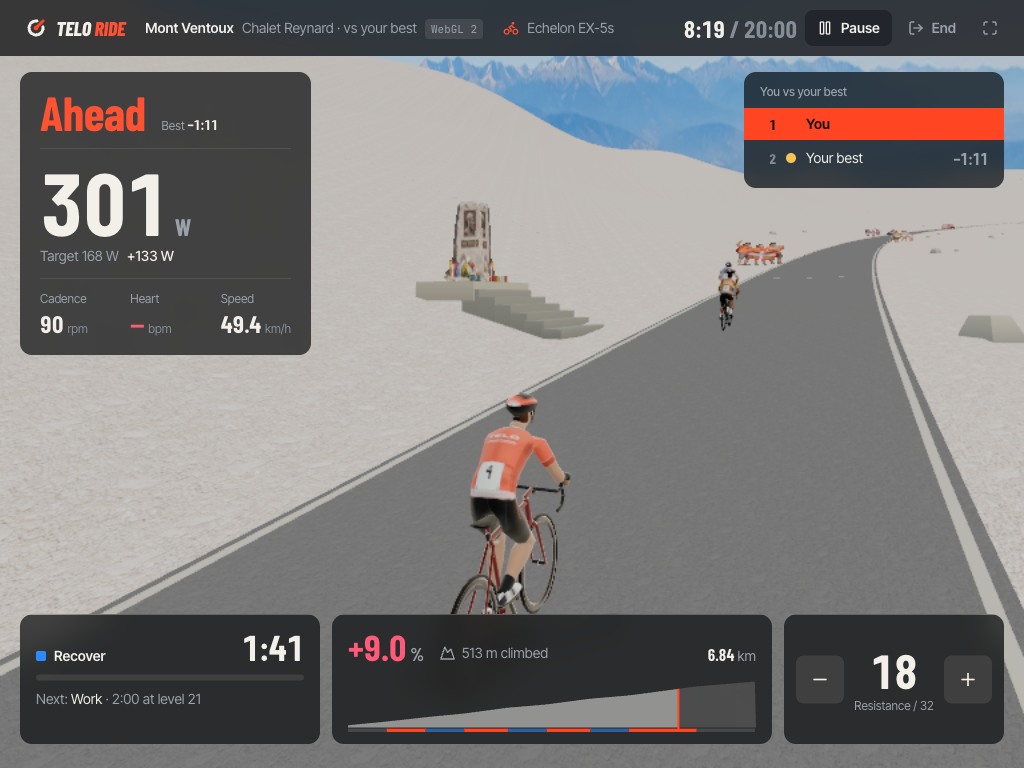 TELO RIDE
Mont Ventoux Chalet Reynard · vs your best WebGL 2 Echelon EX-5s
8:19 / 20:00 Pause End
Ahead Best −1:11
301 W
Target 168 W +133 W
Cadence Heart Speed
90 rpm – bpm 49.4 km/h
You vs your best
1 You
2 Your best −1:11
TELO
4
Recover 1:41
Next: Work · 2:00 at level 21
+9.0 % 513 m climbed 6.84 km
− 18 +
Resistance / 32